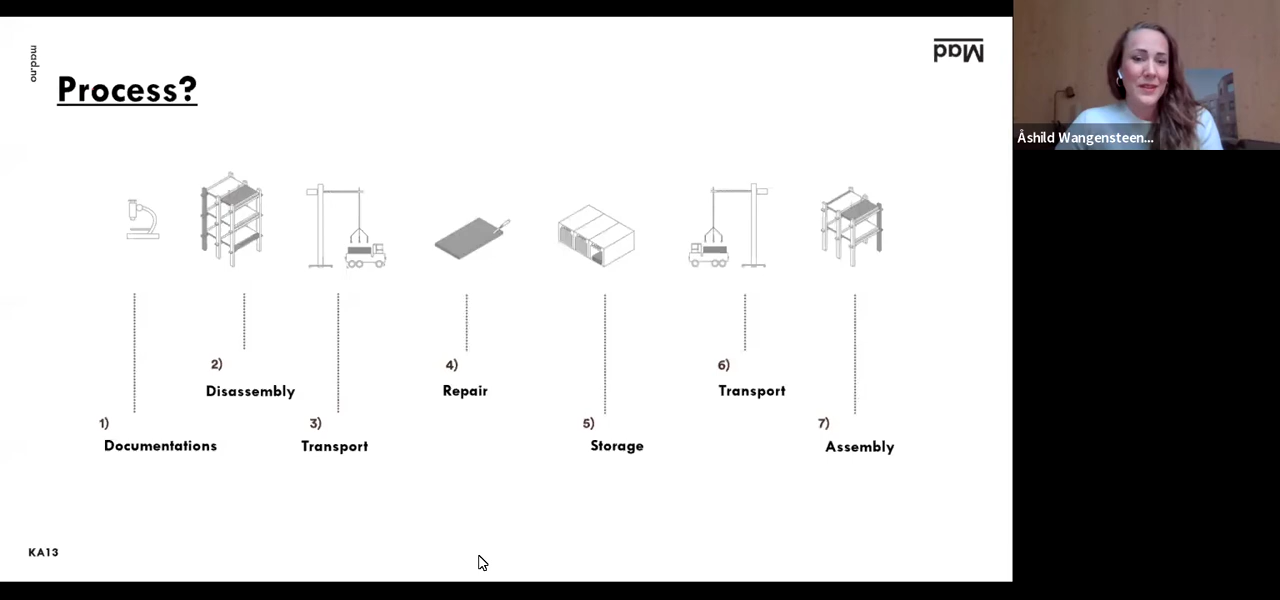 mad.no
Mad
Process?
Åshild Wangensteen...
2)
Disassembly
4)
Repair
6)
Transport
1)
Documentations
3)
Transport
5)
Storage
7)
Assembly
KA13